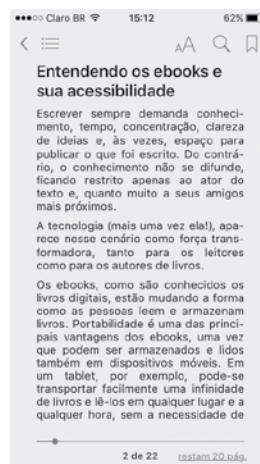 Claro BR 15:12 62%
AA
Entendendo os ebooks e
sua acessibilidade
Escrever sempre demanda conheci-
mento, tempo, concentração, clareza
de ideias e, às vezes, espaço para
publicar o que foi escrito. Do contrá-
rio, o conhecimento não se difunde,
ficando restrito apenas ao ator do
texto e, quanto muito a seus amigos
mais próximos.
A tecnologia (mais uma vez ela!), apa-
rece nesse cenário como força trans-
formadora, tanto para os leitores
como para os autores de livros.
Os ebooks, como são conhecidos os
livros digitais, estão mudando a forma
como as pessoas leem e armazenam
livros. Portabilidade é uma das princi-
pais vantagens dos ebooks, uma vez
que podem ser armazenados e lidos
também em dispositivos móveis. Em
um tablet, por exemplo, pode-se
transportar facilmente uma infinidade
de livros e lê-los em qualquer lugar e a
qualquer hora, sem a necessidade de
2 de 22 restam 20 pág.